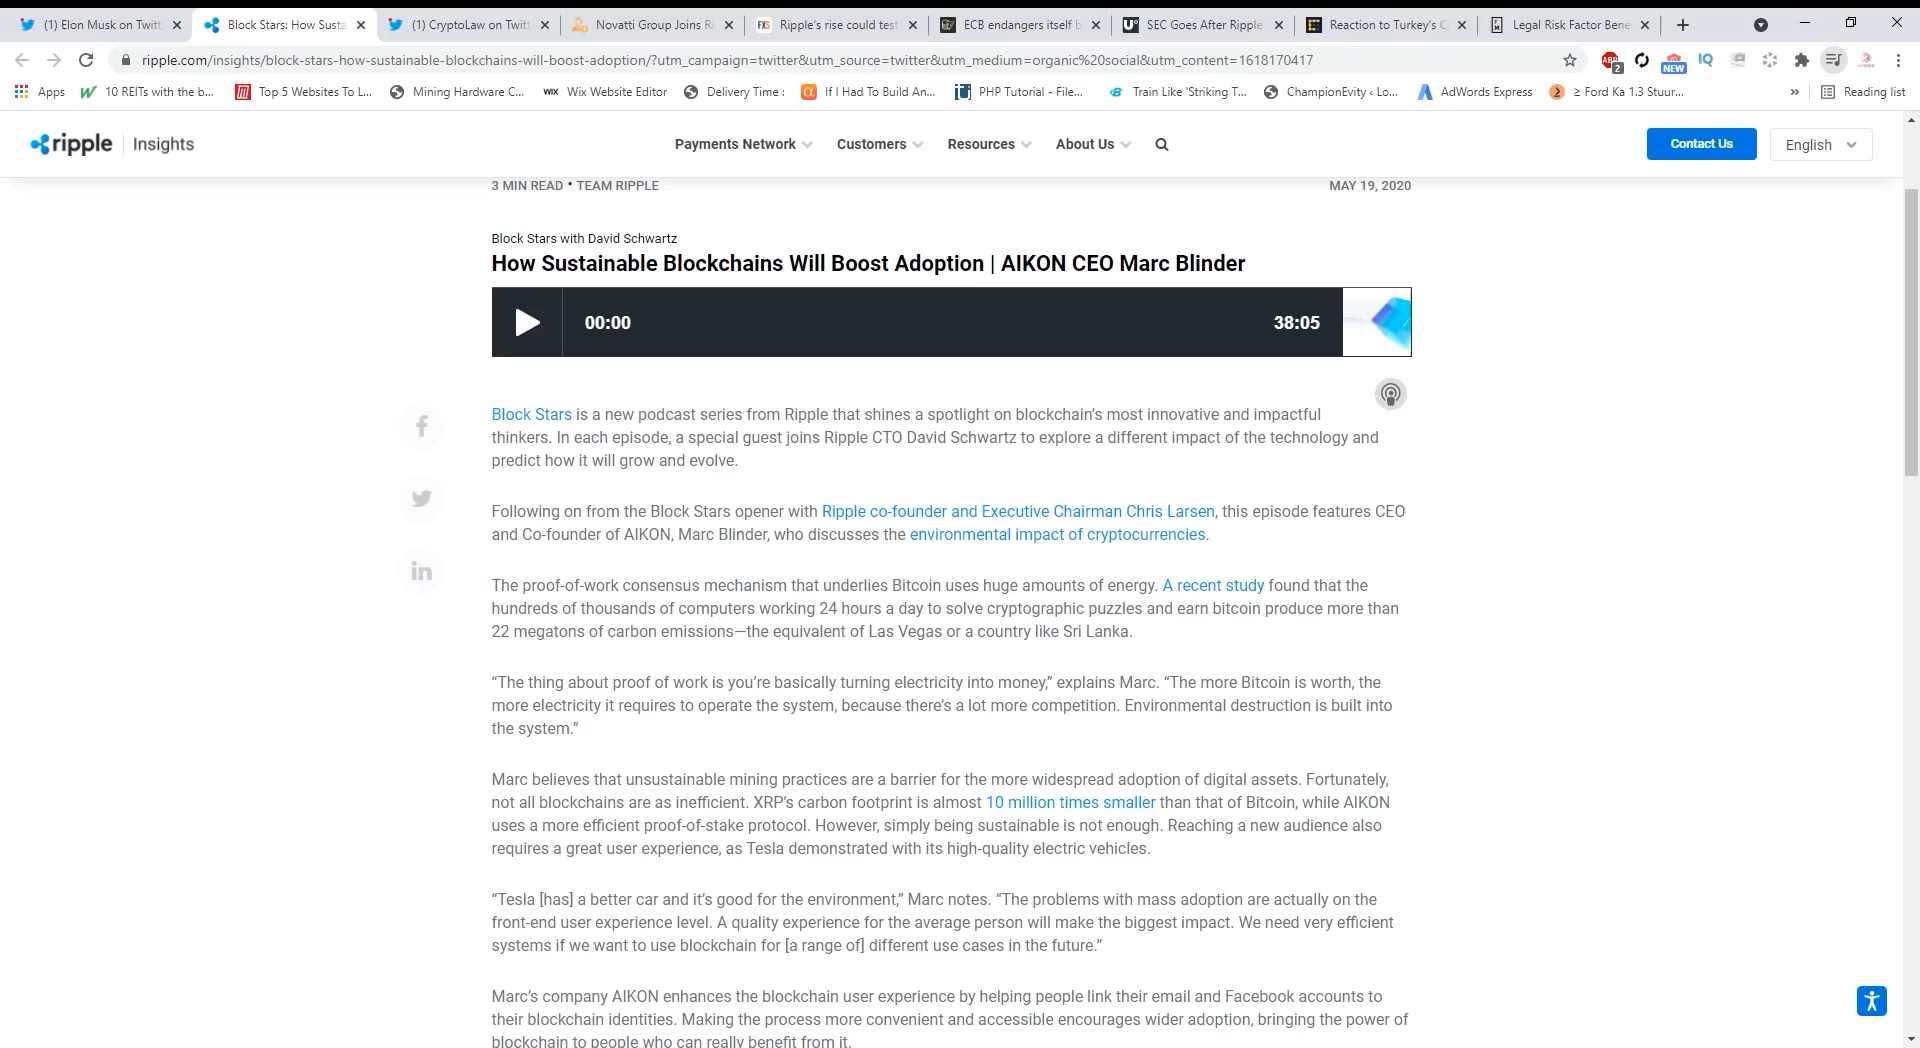 (1) Elon Musk on Twitt
Block Stars: How Susta
(1) CryptoLaw on Twitt
Novatti Group Joins Ri
Ripple's rise could test
ECB endangers itself b
SEC Goes After Ripple'
Reaction to Turkey's C
Legal Risk Factor Bene
ripple.com/insights/block-stars-how-sustainable-blockchains-will-boost-adoption/?utm_campaign=twitter&utm_source=twitter&utm_medium=organic%20social&utm_content=1618170417
ABP
2
NEW
IQ
Apps
10 REITs with the b...
Top 5 Websites To L...
Mining Hardware C...
WIX
Wix Website Editor
Delivery Time :
If I Had To Build An...
PHP Tutorial - File...
Train Like 'Striking T...
ChampionEvity ‹ Lo...
AdWords Express
≥ Ford Ka 1.3 Stuur...
»
Reading list
ripple
Insights
Payments Network
Customers
Resources
About Us
Contact Us
English
3 MIN READ • TEAM RIPPLE
MAY 19, 2020
Block Stars with David Schwartz
How Sustainable Blockchains Will Boost Adoption | AIKON CEO Marc Blinder
00:00
38:05
Block Stars is a new podcast series from Ripple that shines a spotlight on blockchain's most innovative and impactful
thinkers. In each episode, a special guest joins Ripple CTO David Schwartz to explore a different impact of the technology and
predict how it will grow and evolve.
Following on from the Block Stars opener with Ripple co-founder and Executive Chairman Chris Larsen, this episode features CEO
and Co-founder of AIKON, Marc Blinder, who discusses the environmental impact of cryptocurrencies.
The proof-of-work consensus mechanism that underlies Bitcoin uses huge amounts of energy. A recent study found that the
hundreds of thousands of computers working 24 hours a day to solve cryptographic puzzles and earn bitcoin produce more than
22 megatons of carbon emissions—the equivalent of Las Vegas or a country like Sri Lanka.
“The thing about proof of work is you're basically turning electricity into money,” explains Marc. “The more Bitcoin is worth, the
more electricity it requires to operate the system, because there's a lot more competition. Environmental destruction is built into
the system.”
Marc believes that unsustainable mining practices are a barrier for the more widespread adoption of digital assets. Fortunately,
not all blockchains are as inefficient. XRP's carbon footprint is almost 10 million times smaller than that of Bitcoin, while AIKON
uses a more efficient proof-of-stake protocol. However, simply being sustainable is not enough. Reaching a new audience also
requires a great user experience, as Tesla demonstrated with its high-quality electric vehicles.
“Tesla [has] a better car and it's good for the environment,” Marc notes. “The problems with mass adoption are actually on the
front-end user experience level. A quality experience for the average person will make the biggest impact. We need very efficient
systems if we want to use blockchain for [a range of] different use cases in the future.”
Marc's company AIKON enhances the blockchain user experience by helping people link their email and Facebook accounts to
their blockchain identities. Making the process more convenient and accessible encourages wider adoption, bringing the power of
blockchain to people who can really benefit from it.